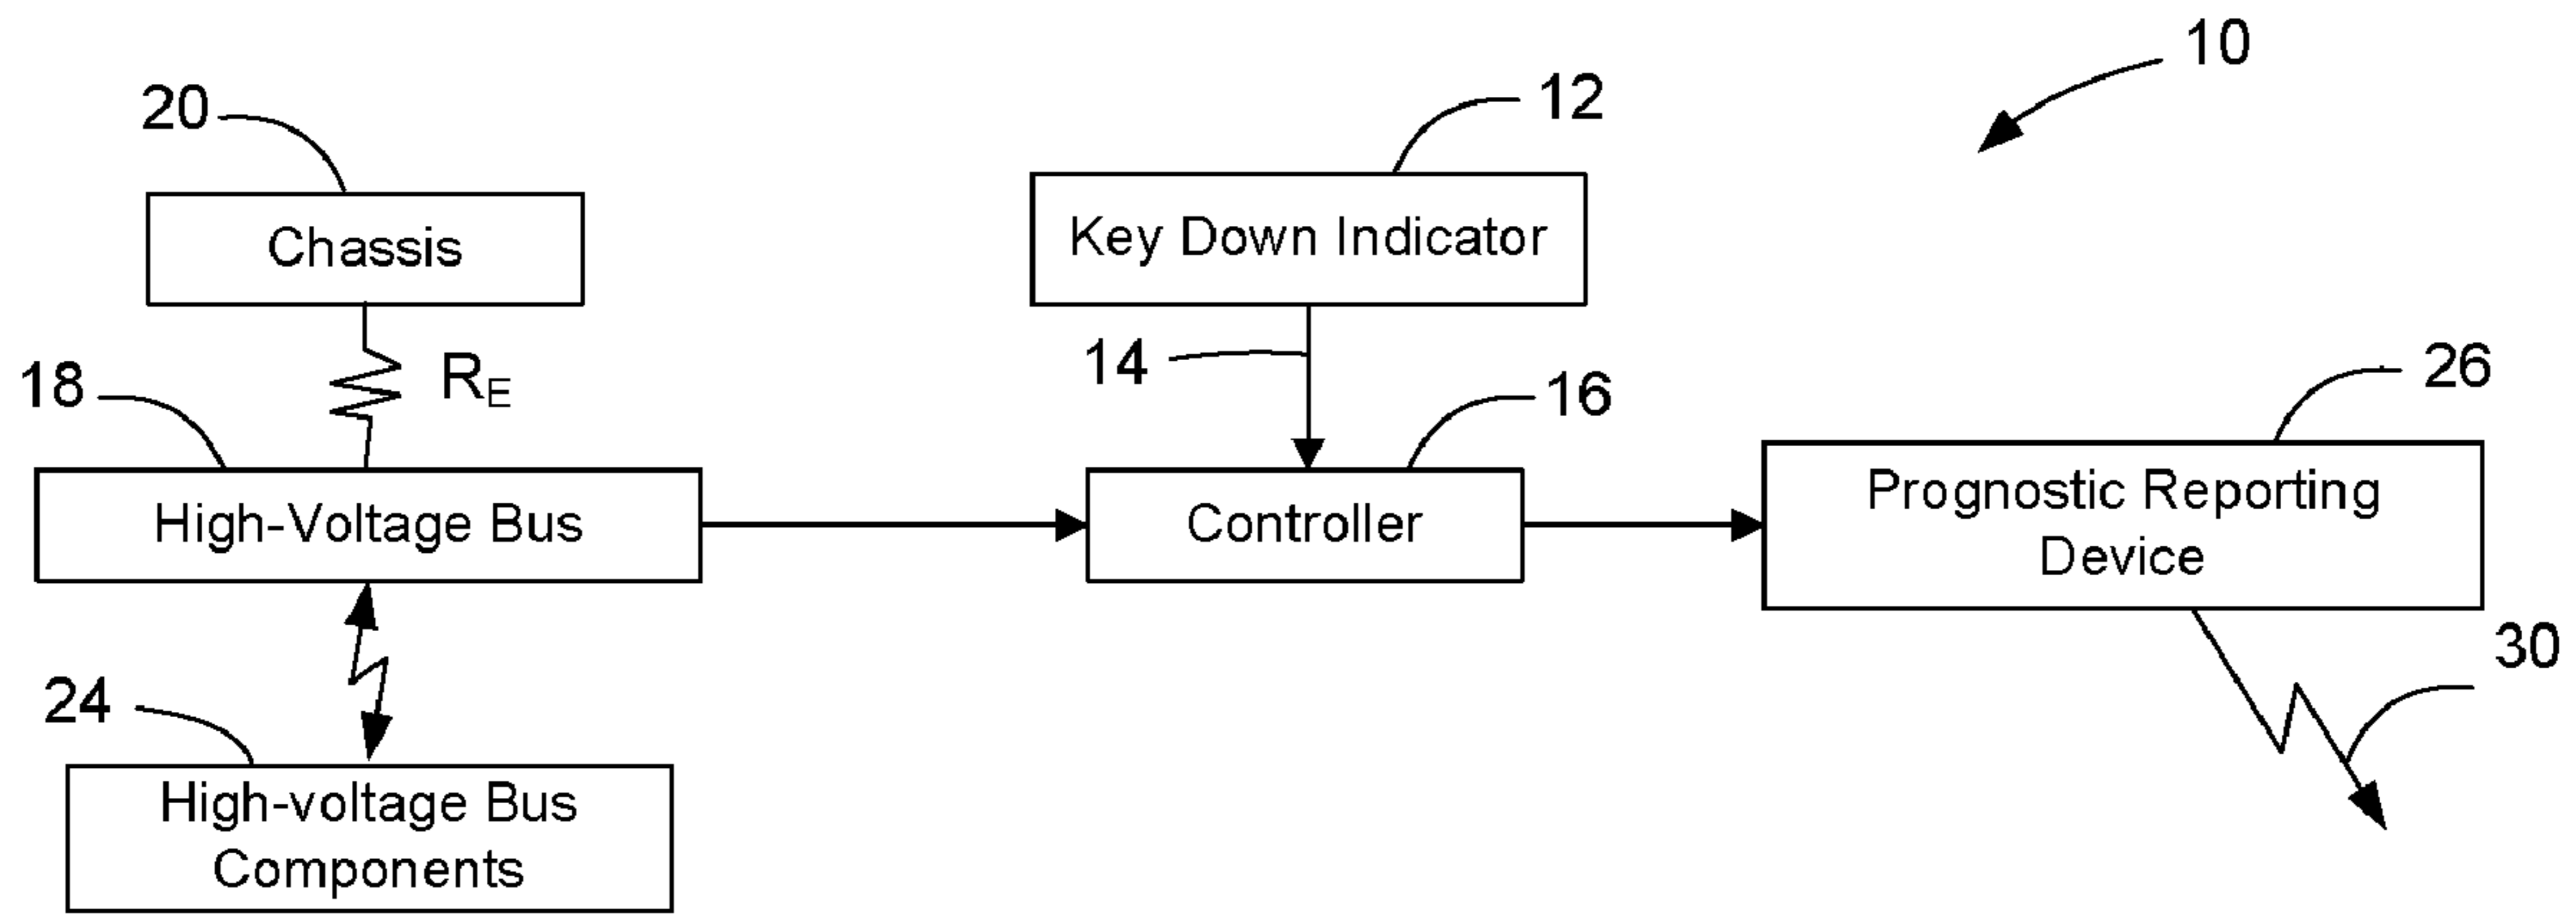 10
12
20
Key Down Indicator
Chassis
14
R_E
26
18
16
Prognostic Reporting
Device
High-Voltage Bus
Controller
30
24
High-voltage Bus
Components